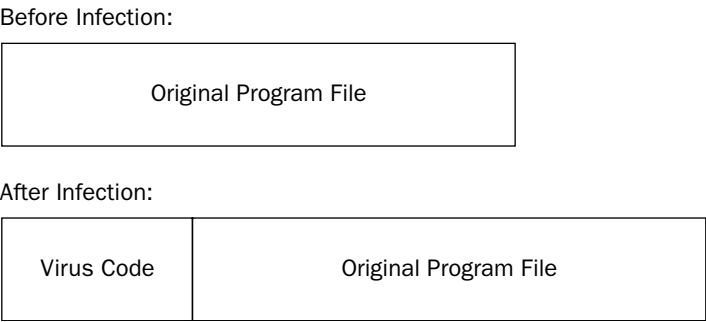 Before Infection:
Original Program File
After Infection:
Virus Code Original Program File